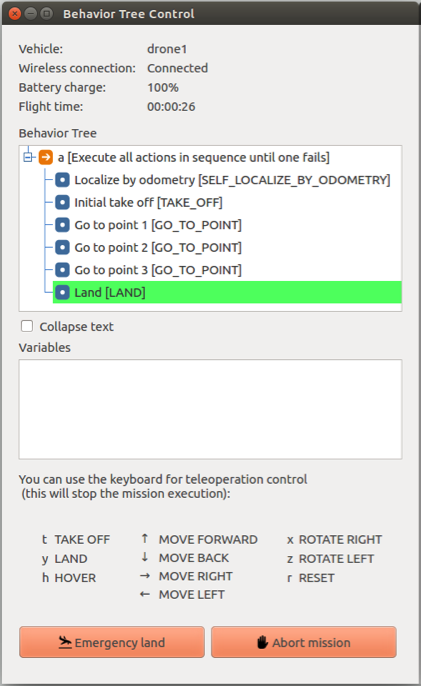 Behavior Tree Control
Vehicle: drone1
Wireless connection: Connected
Battery charge: 100%
Flight time: 00:00:26
Behavior Tree
a [Execute all actions in sequence until one fails]
Localize by odometry [SELF_LOCALIZE_BY_ODOMETRY]
Initial take off [TAKE_OFF]
Go to point 1 [GO_TO_POINT]
Go to point 2 [GO_TO_POINT]
Go to point 3 [GO_TO_POINT]
Land [LAND]
Collapse text
Variables
You can use the keyboard for teleoperation control
(this will stop the mission execution):
t TAKE OFF ↑ MOVE FORWARD x ROTATE RIGHT
y LAND ↓ MOVE BACK z ROTATE LEFT
h HOVER → MOVE RIGHT r RESET
← MOVE LEFT
Emergency land Abort mission